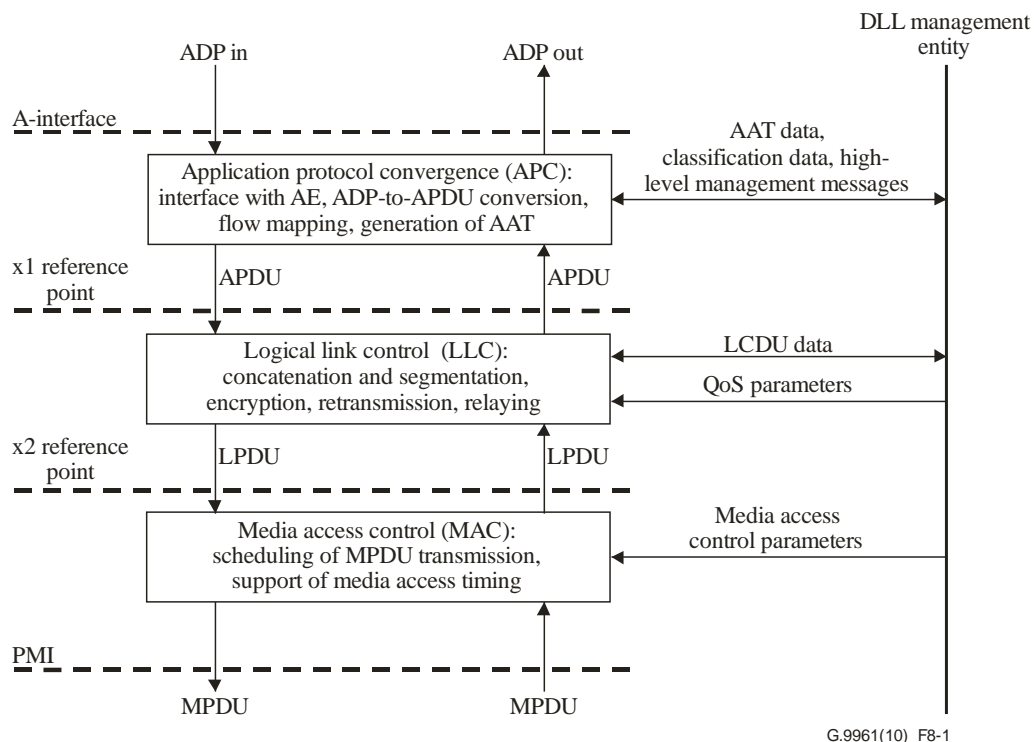 DLL management
entity
ADP in
ADP out
A-interface
AAT data,
classification data, high-
level management messages
Application protocol convergence (APC):
interface with AE, ADP-to-APDU conversion,
flow mapping, generation of AAT
x1 reference
point
APDU
APDU
Logical link control (LLC):
concatenation and segmentation,
encryption, retransmission, relaying
LCDU data
QoS parameters
x2 reference
point
LPDU
LPDU
Media access control (MAC):
scheduling of MPDU transmission,
support of media access timing
Media access
control parameters
PMI
MPDU
MPDU
G.9961(10)_F8-1